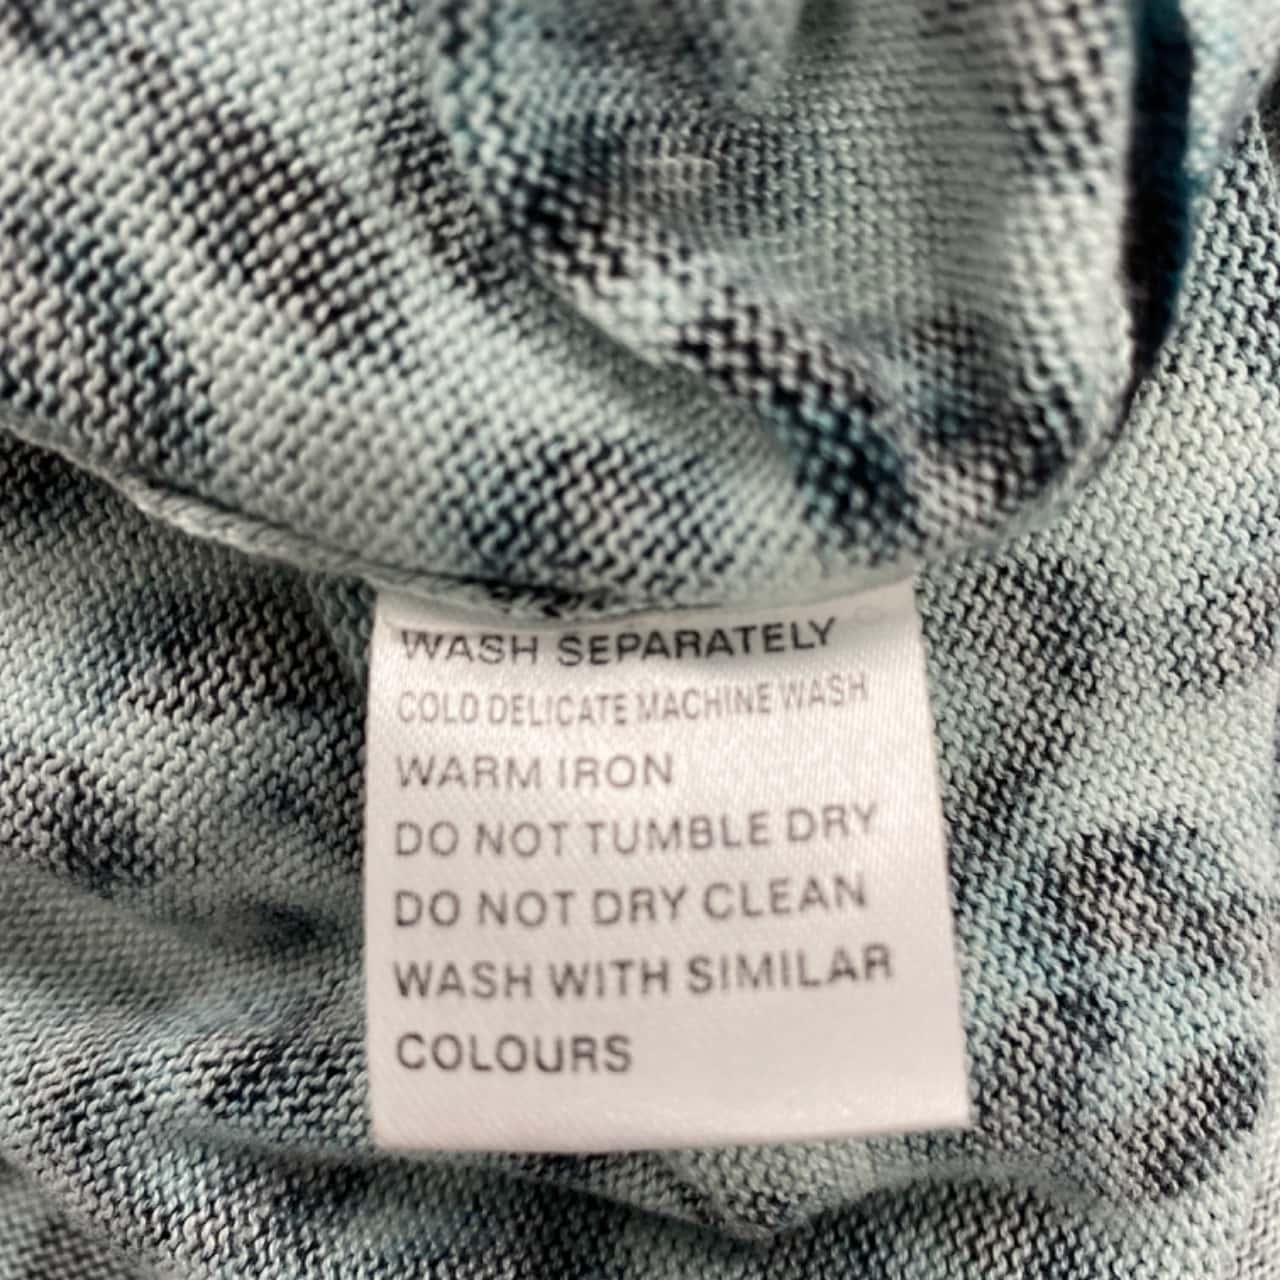 WASH SEPARATELY
COLD DELICATE MACHINE WASH
WARM IRON
DO NOT TUMBLE DRY
DO NOT DRY CLEAN
WASH WITH SIMILAR
COLOURS